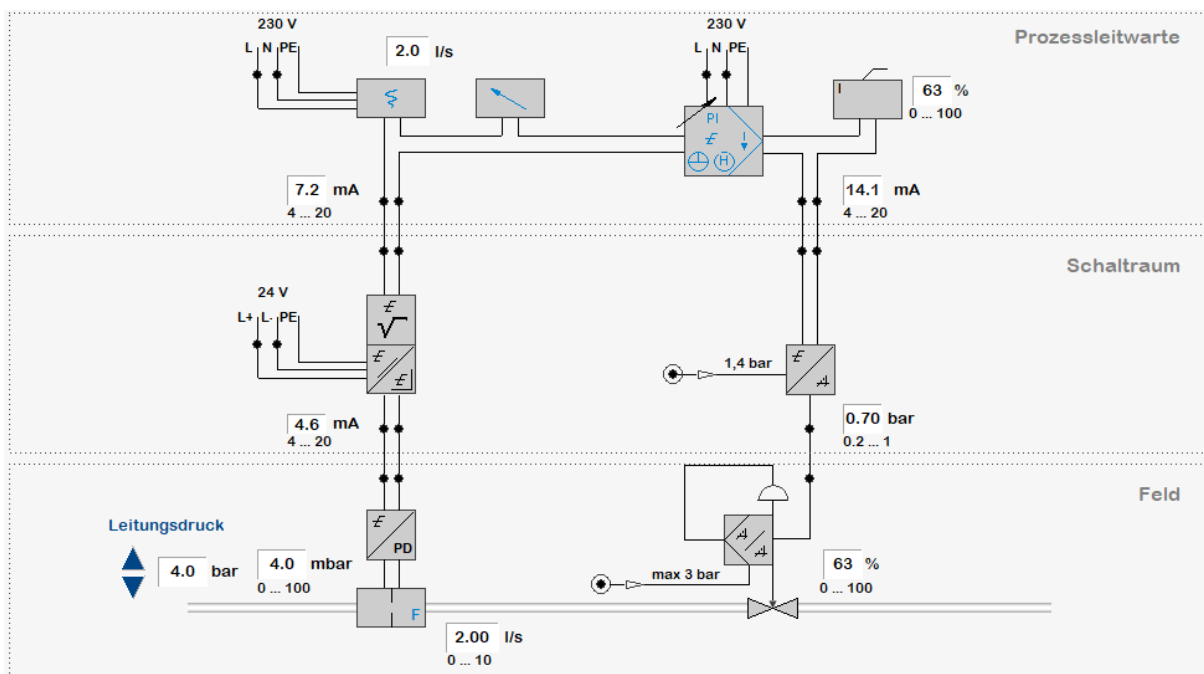 230 V
230 V
Prozessleitwarte
L N PE
2.0 l/s
L N PE
I
63 %
0 ... 100
PI
I
H
7.2 mA
4 ... 20
14.1 mA
4 ... 20
Schaltraum
24 V
L+ L- PE
E
E
E
E
A
1,4 bar
4.6 mA
4 ... 20
0.70 bar
0.2 ... 1
Feld
Leitungsdruck
E
PD
A
A
4.0 bar
4.0 mbar
0 ... 100
max 3 bar
63 %
0 ... 100
F
2.00 l/s
0 ... 10